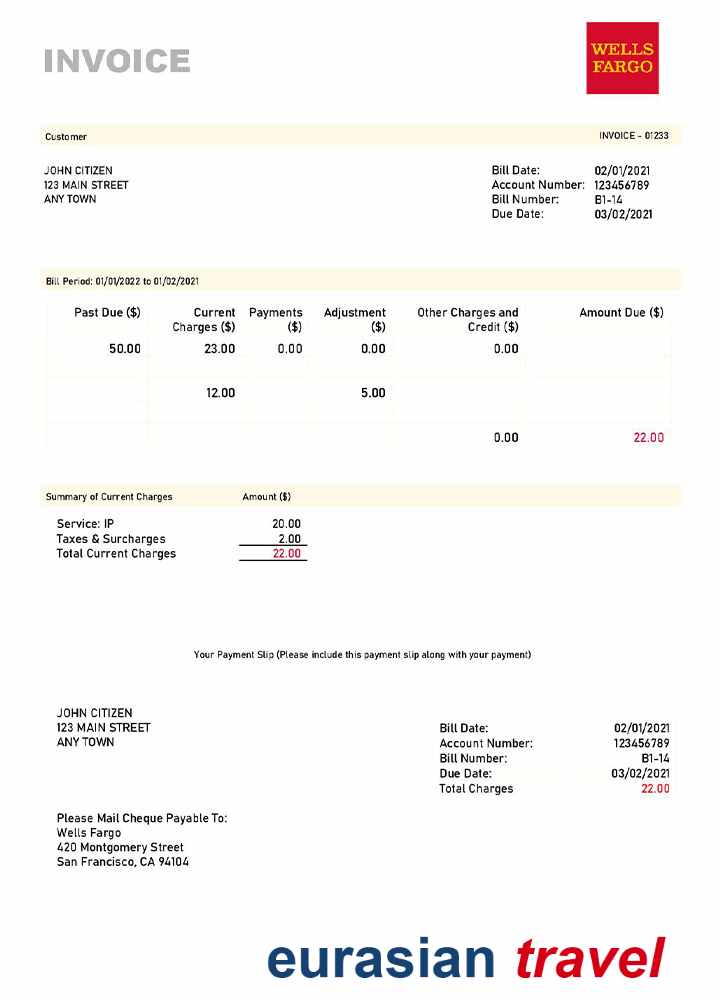 INVOICE
WELLS
FARGO
Customer INVOICE - 01233
JOHN CITIZEN
123 MAIN STREET
ANY TOWN
Bill Date: 02/01/2021
Account Number: 123456789
Bill Number: B1-14
Due Date: 03/02/2021
Bill Period: 01/01/2022 to 01/02/2021
Past Due ($) Current Charges ($) Payments ($) Adjustment ($) Other Charges and Credit ($) Amount Due ($)
50.00 23.00 0.00 0.00 0.00
12.00 5.00
0.00 22.00
Summary of Current Charges Amount ($)
Service: IP 20.00
Taxes & Surcharges 2.00
Total Current Charges 22.00
Your Payment Slip (Please include this payment slip along with your payment)
JOHN CITIZEN
123 MAIN STREET
ANY TOWN
Bill Date: 02/01/2021
Account Number: 123456789
Bill Number: B1-14
Due Date: 03/02/2021
Total Charges 22.00
Please Mail Cheque Payable To:
Wells Fargo
420 Montgomery Street
San Francisco, CA 94104
eurasian travel